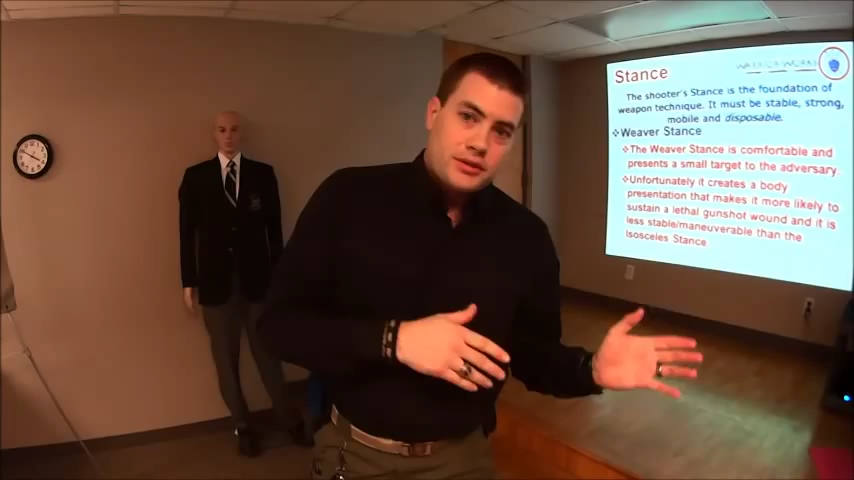 Stance
WARRIOR WORKS
The shooter's Stance is the foundation of
weapon technique. It must be stable, strong,
mobile and disposable.
❖Weaver Stance
❖The Weaver Stance is comfortable and
presents a small target to the adversary
❖Unfortunately it creates a body
presentation that makes it more likely to
sustain a lethal gunshot wound and it is
less stable/maneuverable than the
Isosceles Stance